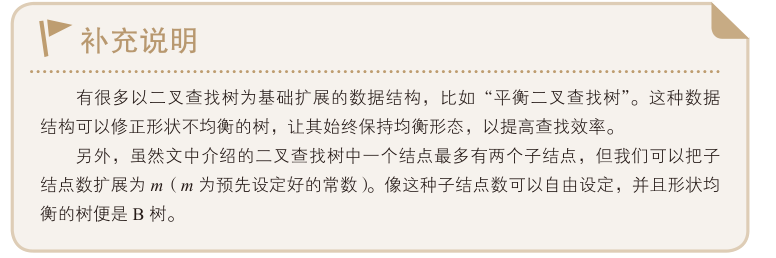 补充说明
有很多以二叉查找树为基础扩展的数据结构，比如“平衡二叉查找树”。这种数据
结构可以修正形状不均衡的树，让其始终保持均衡形态，以提高查找效率。
另外，虽然文中介绍的二叉查找树中一个结点最多有两个子结点，但我们可以把子
结点数扩展为 m（m 为预先设定好的常数）。像这种子结点数可以自由设定，并且形状均
衡的树便是 B 树。